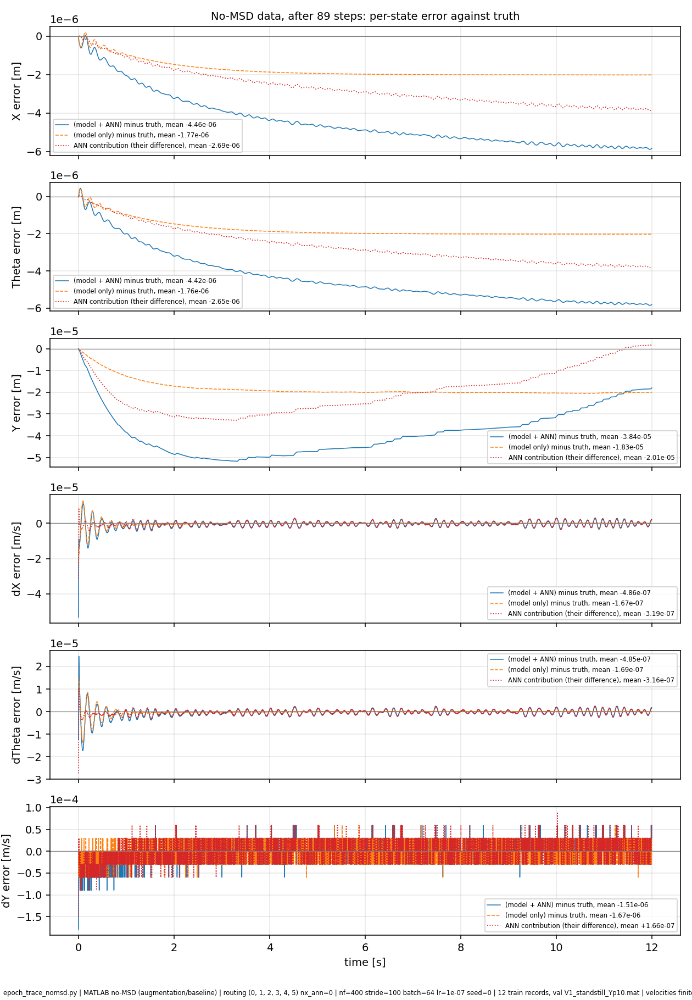 No-MSD data, after 89 steps: per-state error against truth
1e−6
X error [m]
0
−2
−4
−6
(model + ANN) minus truth, mean -4.46e-06
(model only) minus truth, mean -1.77e-06
ANN contribution (their difference), mean -2.69e-06
1e−6
Theta error [m]
0
−2
−4
−6
(model + ANN) minus truth, mean -4.42e-06
(model only) minus truth, mean -1.76e-06
ANN contribution (their difference), mean -2.65e-06
1e−5
Y error [m]
0
−1
−2
−3
−4
−5
(model + ANN) minus truth, mean -3.84e-05
(model only) minus truth, mean -1.83e-05
ANN contribution (their difference), mean -2.01e-05
1e−5
dX error [m/s]
0
−2
−4
(model + ANN) minus truth, mean -4.86e-07
(model only) minus truth, mean -1.67e-07
ANN contribution (their difference), mean -3.19e-07
1e−5
dTheta error [m/s]
2
1
0
−1
−2
−3
(model + ANN) minus truth, mean -4.85e-07
(model only) minus truth, mean -1.69e-07
ANN contribution (their difference), mean -3.16e-07
1e−4
dY error [m/s]
1.0
0.5
0.0
−0.5
−1.0
−1.5
(model + ANN) minus truth, mean -1.51e-06
(model only) minus truth, mean -1.67e-06
ANN contribution (their difference), mean +1.66e-07
0 2 4 6 8 10 12
time [s]
epoch_trace_nomsd.py | MATLAB no-MSD (augmentation/baseline) | routing (0, 1, 2, 3, 4, 5) nx_ann=0 | nf=400 stride=100 batch=64 lr=1e-07 seed=0 | 12 train records, val V1_standstill_Yp10.mat | velocities finit